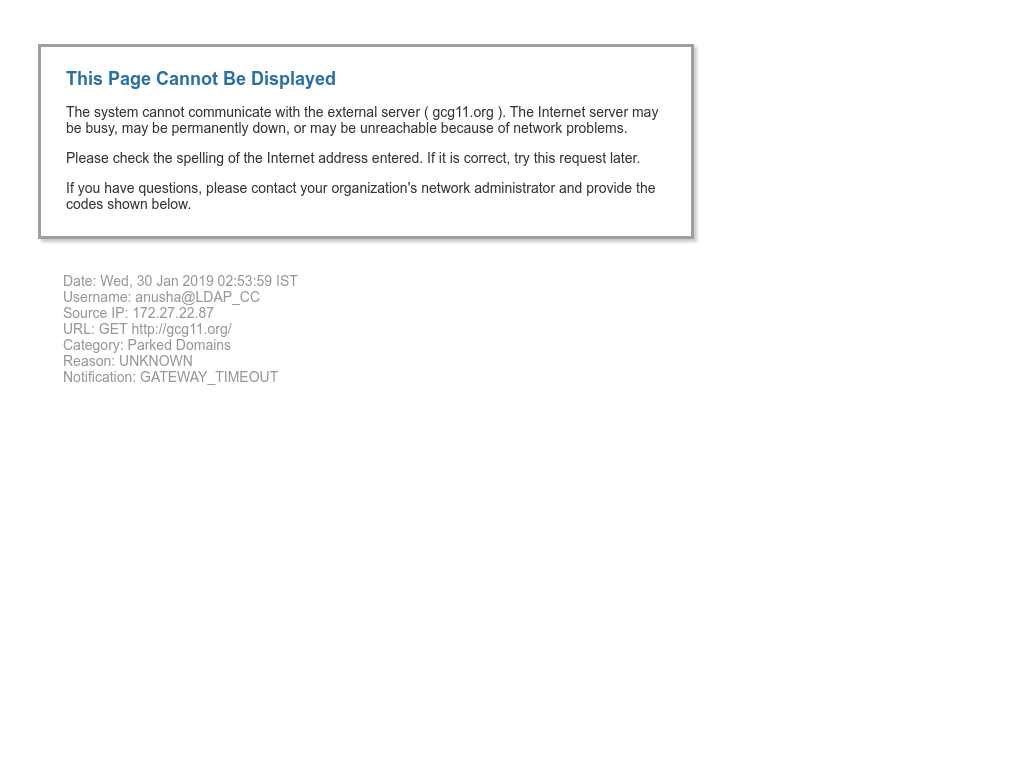 This Page Cannot Be Displayed
The system cannot communicate with the external server ( gcg11.org ). The Internet server may
be busy, may be permanently down, or may be unreachable because of network problems.
Please check the spelling of the Internet address entered. If it is correct, try this request later.
If you have questions, please contact your organization's network administrator and provide the
codes shown below.
Date: Wed, 30 Jan 2019 02:53:59 IST
Username: anusha@LDAP_CC
Source IP: 172.27.22.87
URL: GET http://gcg11.org/
Category: Parked Domains
Reason: UNKNOWN
Notification: GATEWAY_TIMEOUT